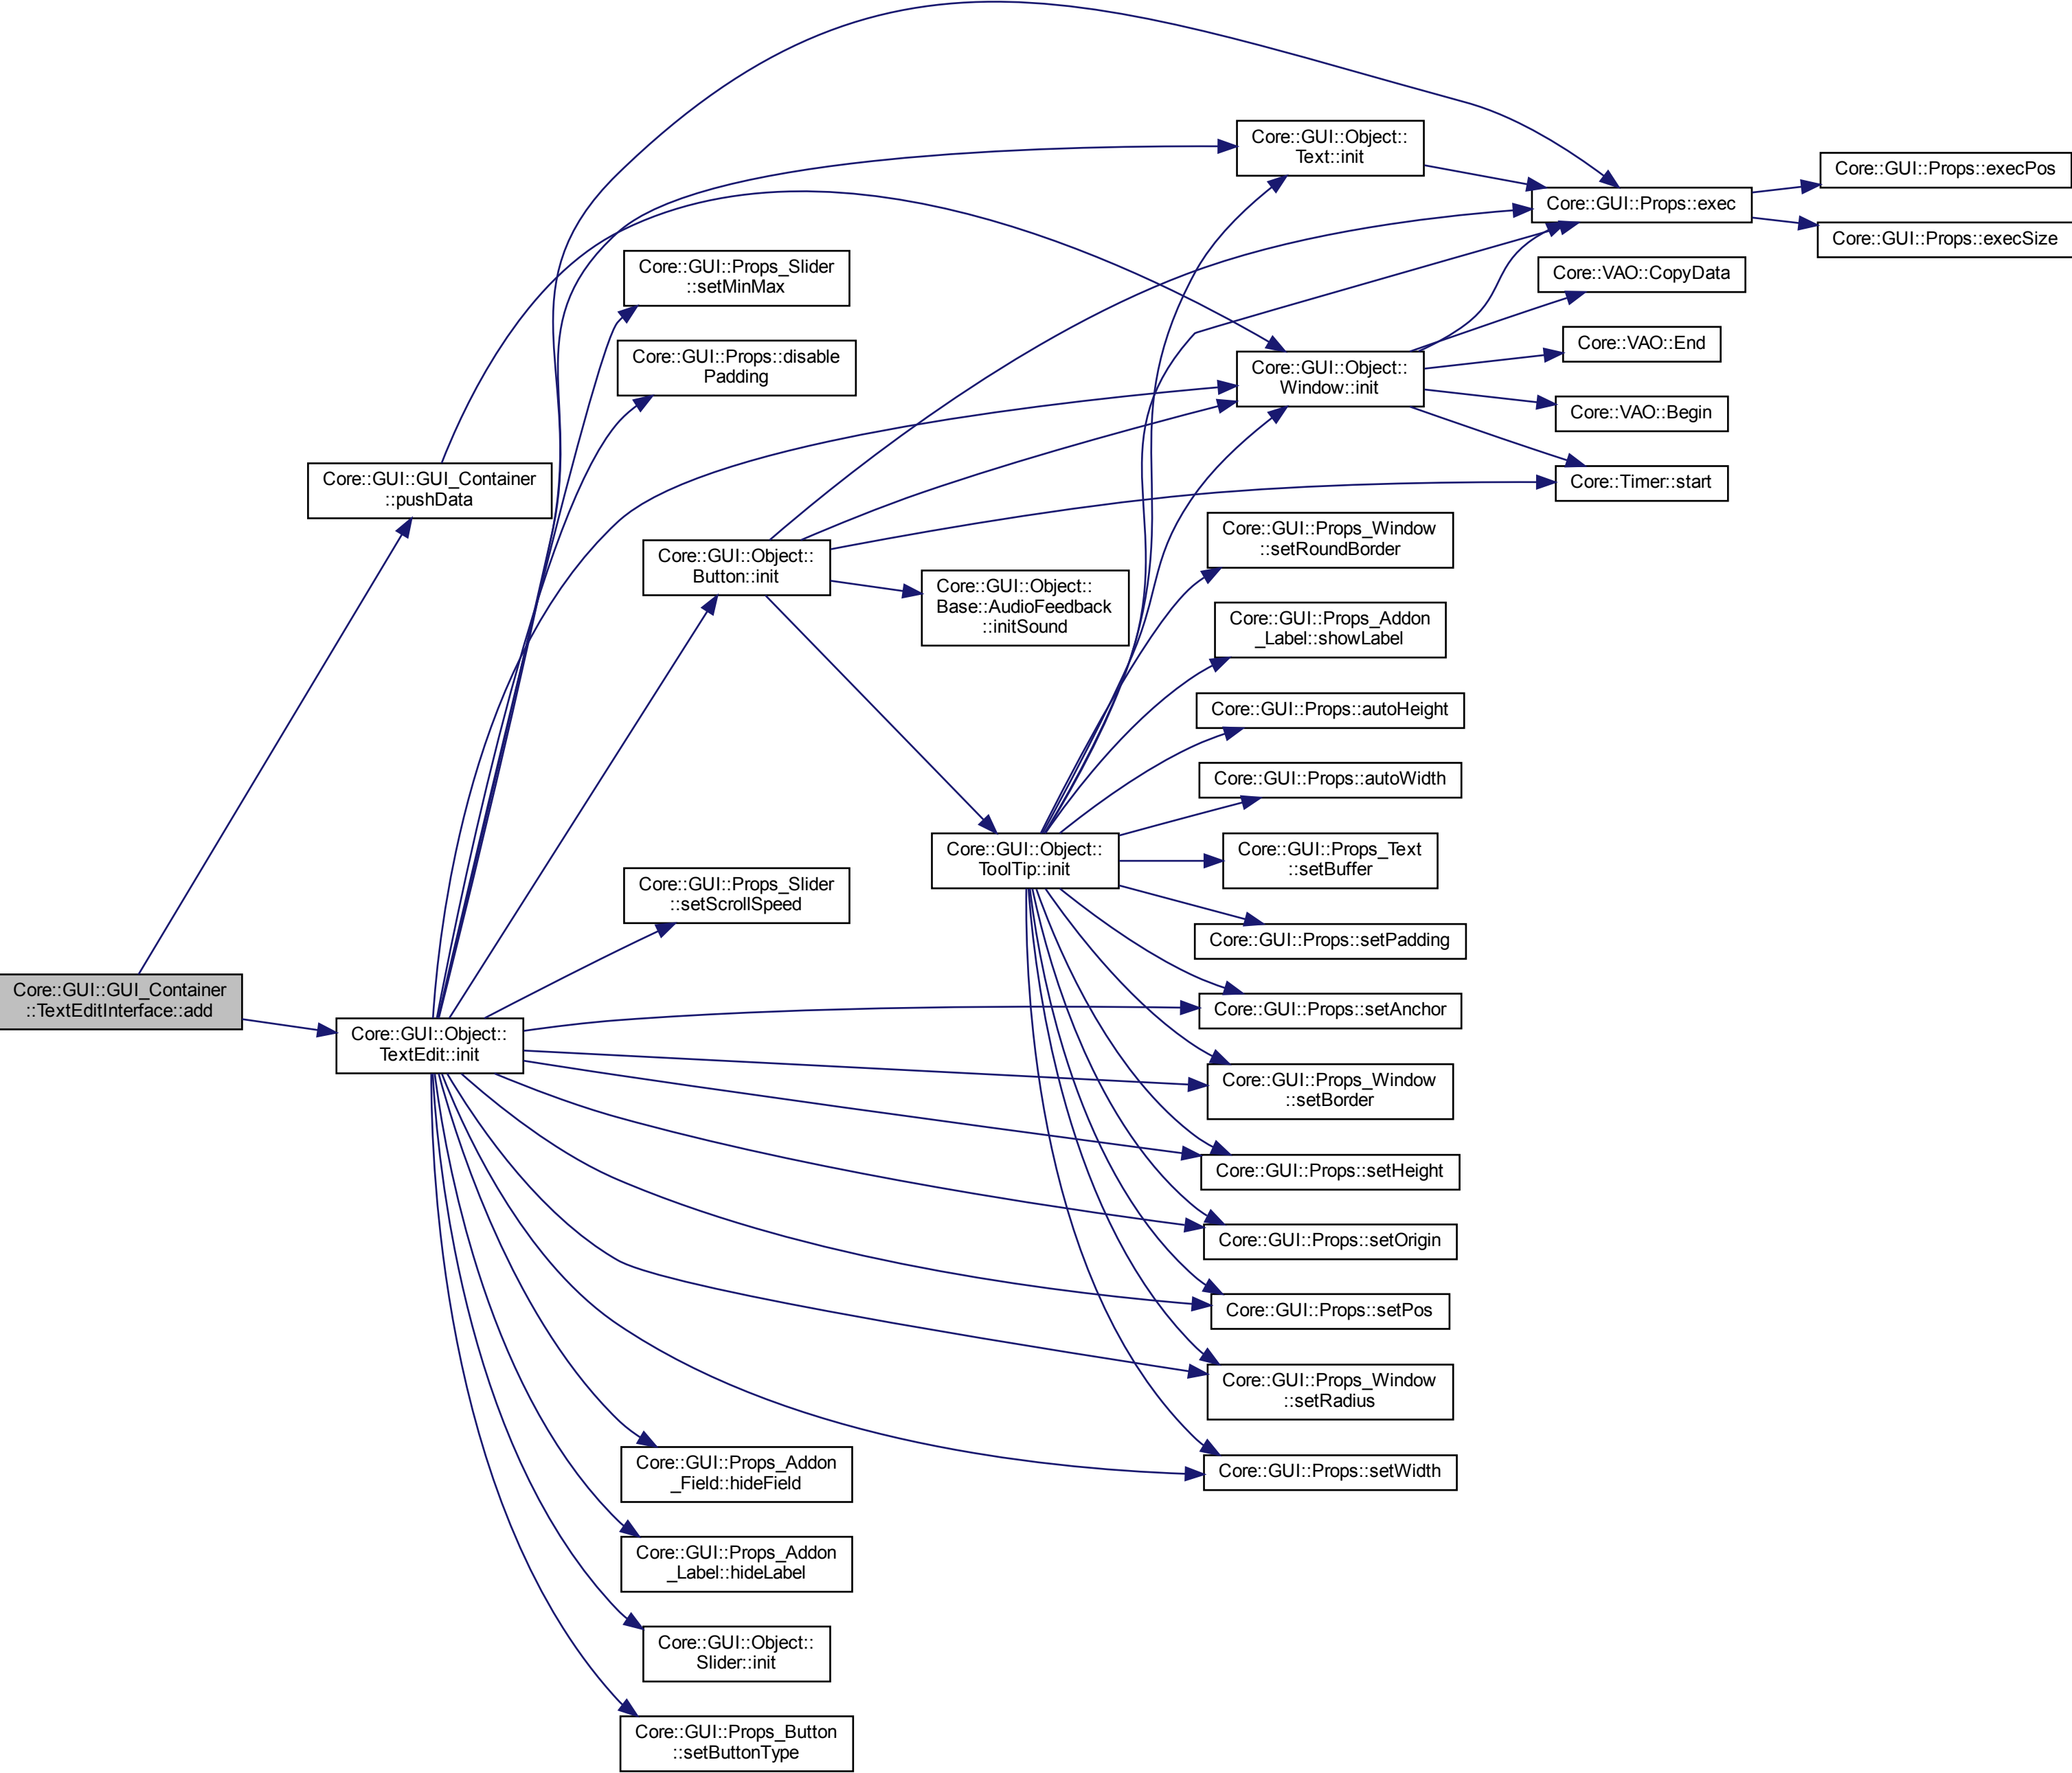 Core::GUI::GUI_Container
::TextEditInterface::add
Core::GUI::GUI_Container
::pushData
Core::GUI::Object::
TextEdit::init
Core::GUI::Props_Slider
::setMinMax
Core::GUI::Props::disable
Padding
Core::GUI::Object::
Button::init
Core::GUI::Props_Slider
::setScrollSpeed
Core::GUI::Props_Addon
_Field::hideField
Core::GUI::Props_Addon
_Label::hideLabel
Core::GUI::Object::
Slider::init
Core::GUI::Props_Button
::setButtonType
Core::GUI::Object::
Base::AudioFeedback
::initSound
Core::GUI::Object::
ToolTip::init
Core::GUI::Object::
Text::init
Core::GUI::Object::
Window::init
Core::GUI::Props_Window
::setRoundBorder
Core::GUI::Props_Addon
_Label::showLabel
Core::GUI::Props::autoHeight
Core::GUI::Props::autoWidth
Core::GUI::Props_Text
::setBuffer
Core::GUI::Props::setPadding
Core::GUI::Props::setAnchor
Core::GUI::Props_Window
::setBorder
Core::GUI::Props::setHeight
Core::GUI::Props::setOrigin
Core::GUI::Props::setPos
Core::GUI::Props_Window
::setRadius
Core::GUI::Props::setWidth
Core::GUI::Props::exec
Core::VAO::CopyData
Core::VAO::End
Core::VAO::Begin
Core::Timer::start
Core::GUI::Props::execPos
Core::GUI::Props::execSize